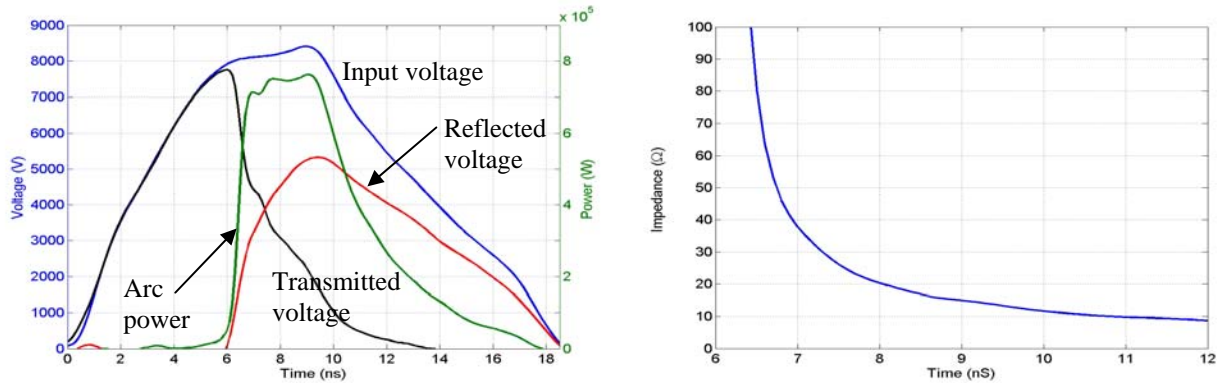 x 10⁵
9000
8000
7000
6000
5000
4000
3000
2000
1000
0
Voltage (V)
8
6
4
2
0
Power (W)
Input voltage
Reflected
voltage
Arc
power
Transmitted
voltage
0 2 4 6 8 10 12 14 16 18
Time (ns)
100
90
80
70
60
50
40
30
20
10
0
Impedance (Ω)
6 7 8 9 10 11 12
Time (nS)